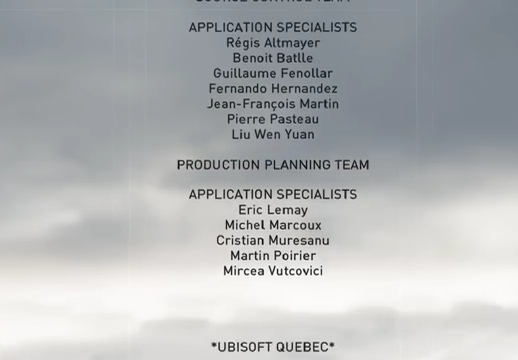 APPLICATION SPECIALISTS
Régis Altmayer
Benoit Batlle
Guillaume Fenollar
Fernando Hernandez
Jean-François Martin
Pierre Pasteau
Liu Wen Yuan
PRODUCTION PLANNING TEAM
APPLICATION SPECIALISTS
Eric Lemay
Michel Marcoux
Cristian Muresanu
Martin Poirier
Mircea Vutcovici
*UBISOFT QUEBEC*